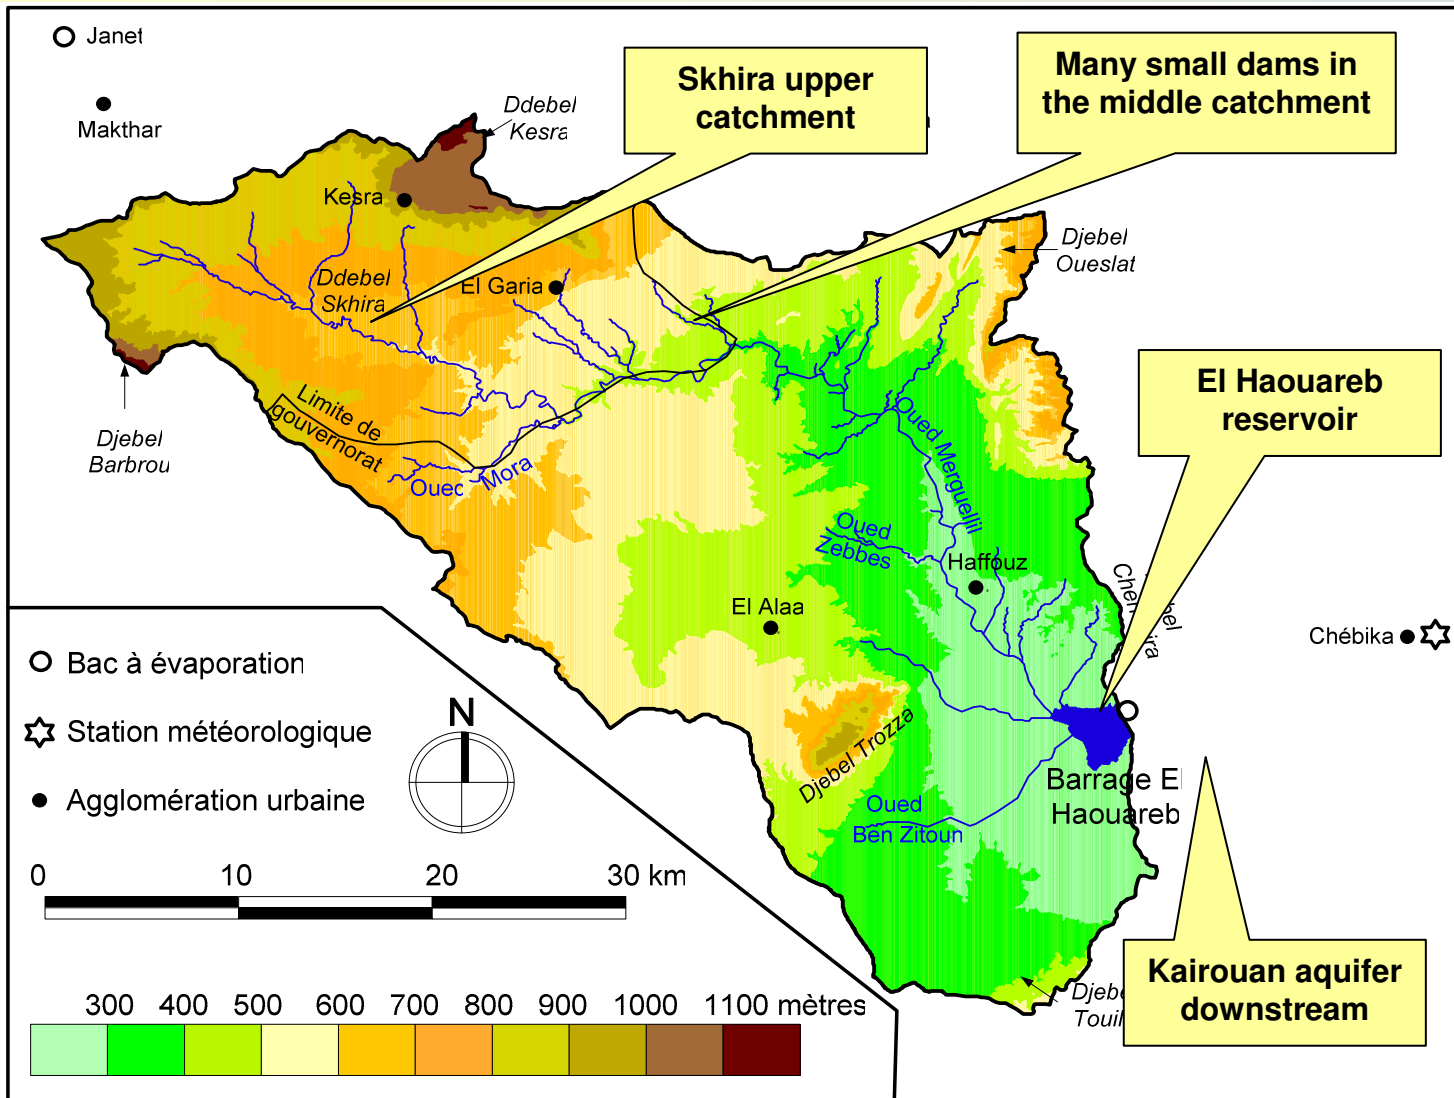 Janet
Makthar
Ddebel
Kesra
Skhira upper
catchment
Many small dams in
the middle catchment
Kesra
Ddebel
Skhira
El Garia
Djebel
Oueslat
El Haouareb
reservoir
Limite de
gouvernorat
Djebel
Barbrou
Oued Mora
Oued Merguellil
Oued
Zebbes
Haffouz
El Alaa
Chébika
Djebel Trozza
Barrage El
Haouareb
Oued
Ben Zitoun
Bac à évaporation
Station météorologique
Agglomération urbaine
N
0 10 20 30 km
300 400 500 600 700 800 900 1000 1100 mètres
Kairouan aquifer
downstream